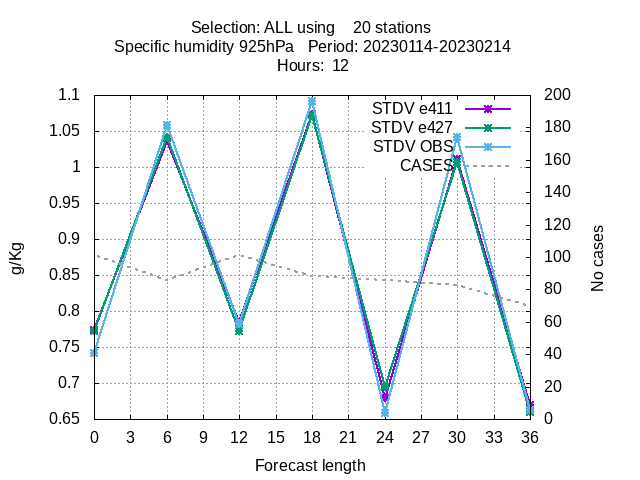 Selection: ALL using    20 stations
Specific humidity 925hPa   Period: 20230114-20230214
Hours:  12
1.1
1.05
1
0.95
0.9
0.85
0.8
0.75
0.7
0.65
g/Kg
STDV e411
STDV e427
STDV OBS
CASES
200
180
160
140
120
100
80
60
40
20
0
No cases
0 3 6 9 12 15 18 21 24 27 30 33 36
Forecast length